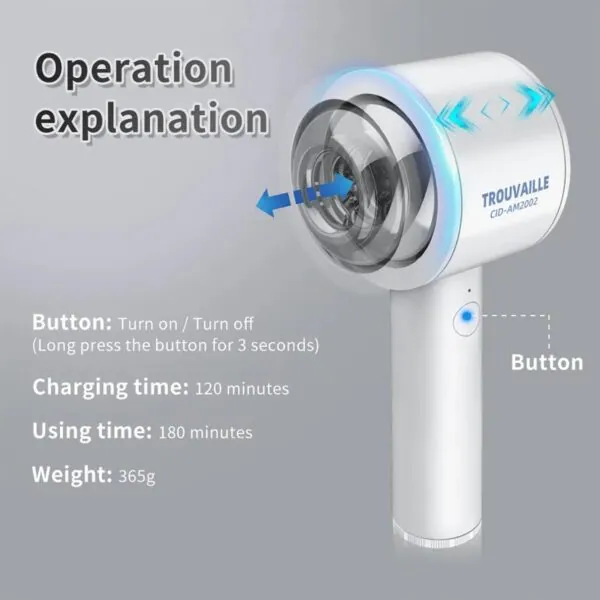 Operation
explanation
TROUVAILLE
CID-AM2002
Button: Turn on / Turn off
(Long press the button for 3 seconds)
Button
Charging time: 120 minutes
Using time: 180 minutes
Weight: 365g